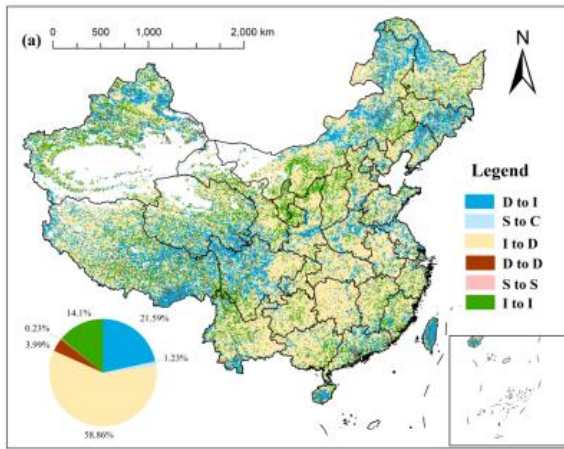 (a)
0 500 1,000 2,000 km
N
Legend
D to I
S to C
I to D
D to D
S to S
I to I
14.1%
21.59%
0.23%
3.99%
1.23%
58.86%